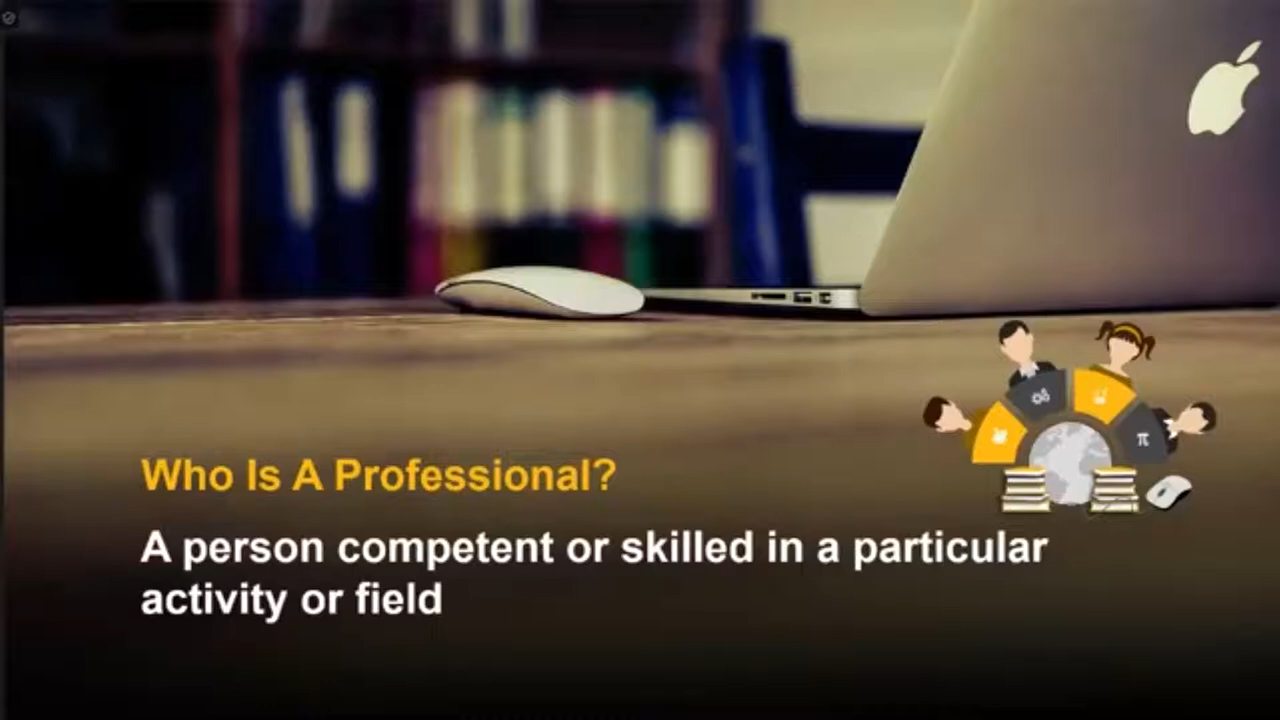 Who Is A Professional?
A person competent or skilled in a particular
activity or field
π